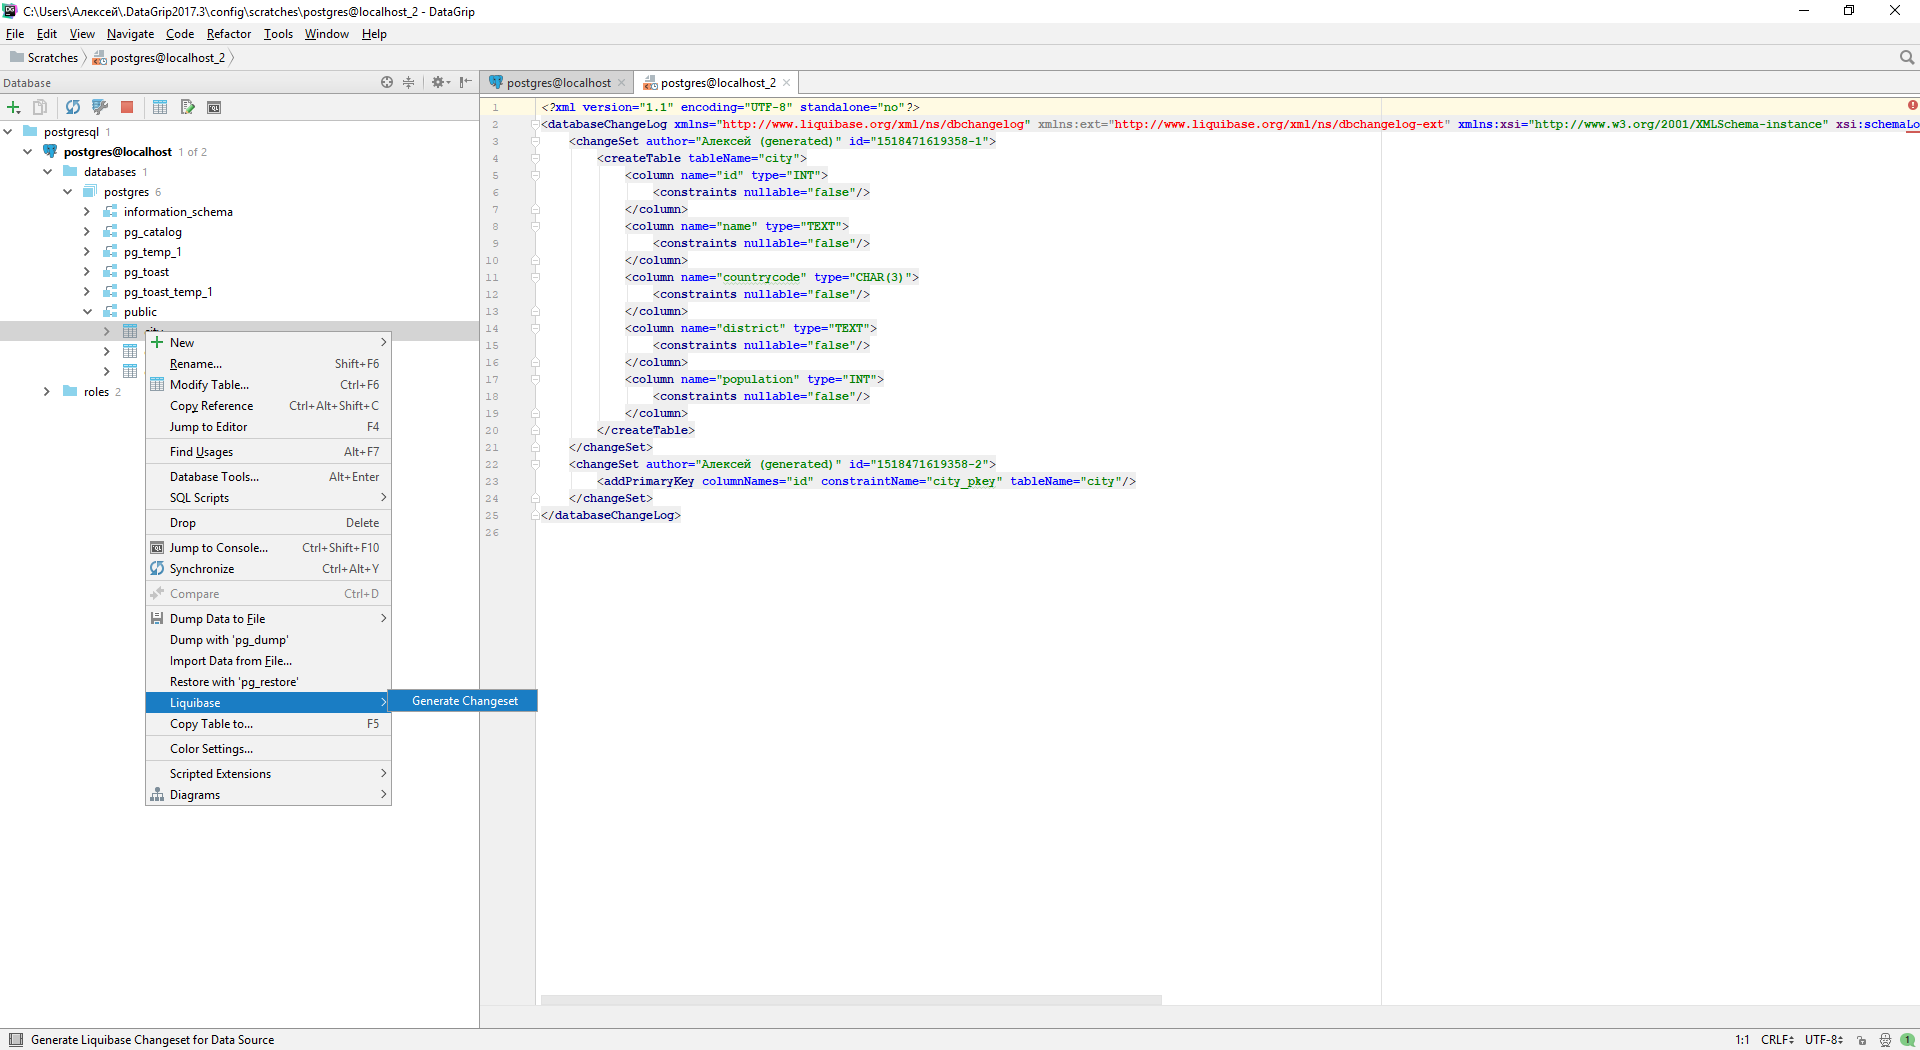 C:\Users\Алексей\.DataGrip2017.3\config\scratches\postgres@localhost_2 - DataGrip
File Edit View Navigate Code Refactor Tools Window Help
Scratches postgres@localhost_2
Database
postgres@localhost postgres@localhost_2
postgresql 1
postgres@localhost 1 of 2
databases 1
postgres 6
information_schema
pg_catalog
pg_temp_1
pg_toast
pg_toast_temp_1
public
roles 2
New
Rename... Shift+F6
Modify Table... Ctrl+F6
Copy Reference Ctrl+Alt+Shift+C
Jump to Editor F4
Find Usages Alt+F7
Database Tools... Alt+Enter
SQL Scripts
Drop Delete
Jump to Console... Ctrl+Shift+F10
Synchronize Ctrl+Alt+Y
Compare Ctrl+D
Dump Data to File
Dump with 'pg_dump'
Import Data from File...
Restore with 'pg_restore'
Liquibase
Generate Changeset
Copy Table to... F5
Color Settings...
Scripted Extensions
Diagrams
1 <?xml version="1.1" encoding="UTF-8" standalone="no"?>
2 <databaseChangeLog xmlns="http://www.liquibase.org/xml/ns/dbchangelog" xmlns:ext="http://www.liquibase.org/xml/ns/dbchangelog-ext" xmlns:xsi="http://www.w3.org/2001/XMLSchema-instance" xsi:schemaLo
3 <changeSet author="Алексей (generated)" id="1518471619358-1">
4 <createTable tableName="city">
5 <column name="id" type="INT">
6 <constraints nullable="false"/>
7 </column>
8 <column name="name" type="TEXT">
9 <constraints nullable="false"/>
10 </column>
11 <column name="countrycode" type="CHAR(3)">
12 <constraints nullable="false"/>
13 </column>
14 <column name="district" type="TEXT">
15 <constraints nullable="false"/>
16 </column>
17 <column name="population" type="INT">
18 <constraints nullable="false"/>
19 </column>
20 </createTable>
21 </changeSet>
22 <changeSet author="Алексей (generated)" id="1518471619358-2">
23 <addPrimaryKey columnNames="id" constraintName="city_pkey" tableName="city"/>
24 </changeSet>
25 </databaseChangeLog>
26
Generate Liquibase Changeset for Data Source
1:1 CRLF UTF-8 1